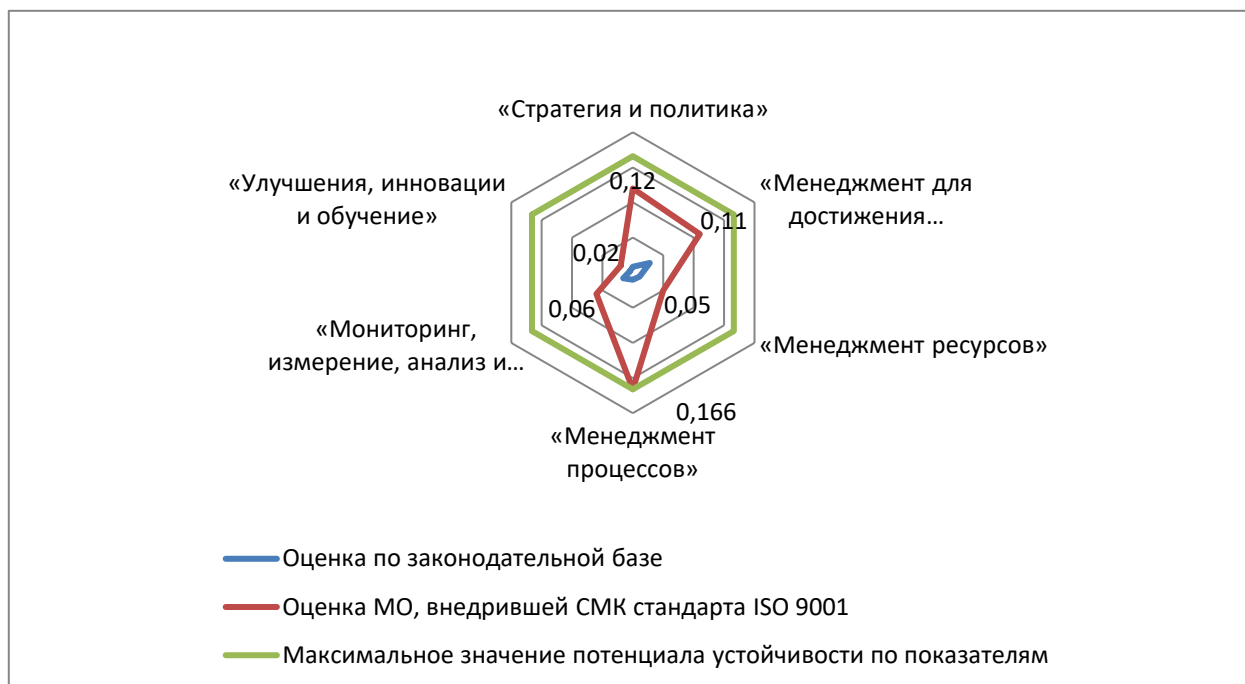 «Стратегия и политика»
«Улучшения, инновации
и обучение»
«Менеджмент для
достижения…
0,12
0,11
0,02
0,05
0,06
«Мониторинг,
измерение, анализ и…
«Менеджмент ресурсов»
0,166
«Менеджмент
процессов»
Оценка по законодательной базе
Оценка МО, внедрившей СМК стандарта ISO 9001
Максимальное значение потенциала устойчивости по показателям